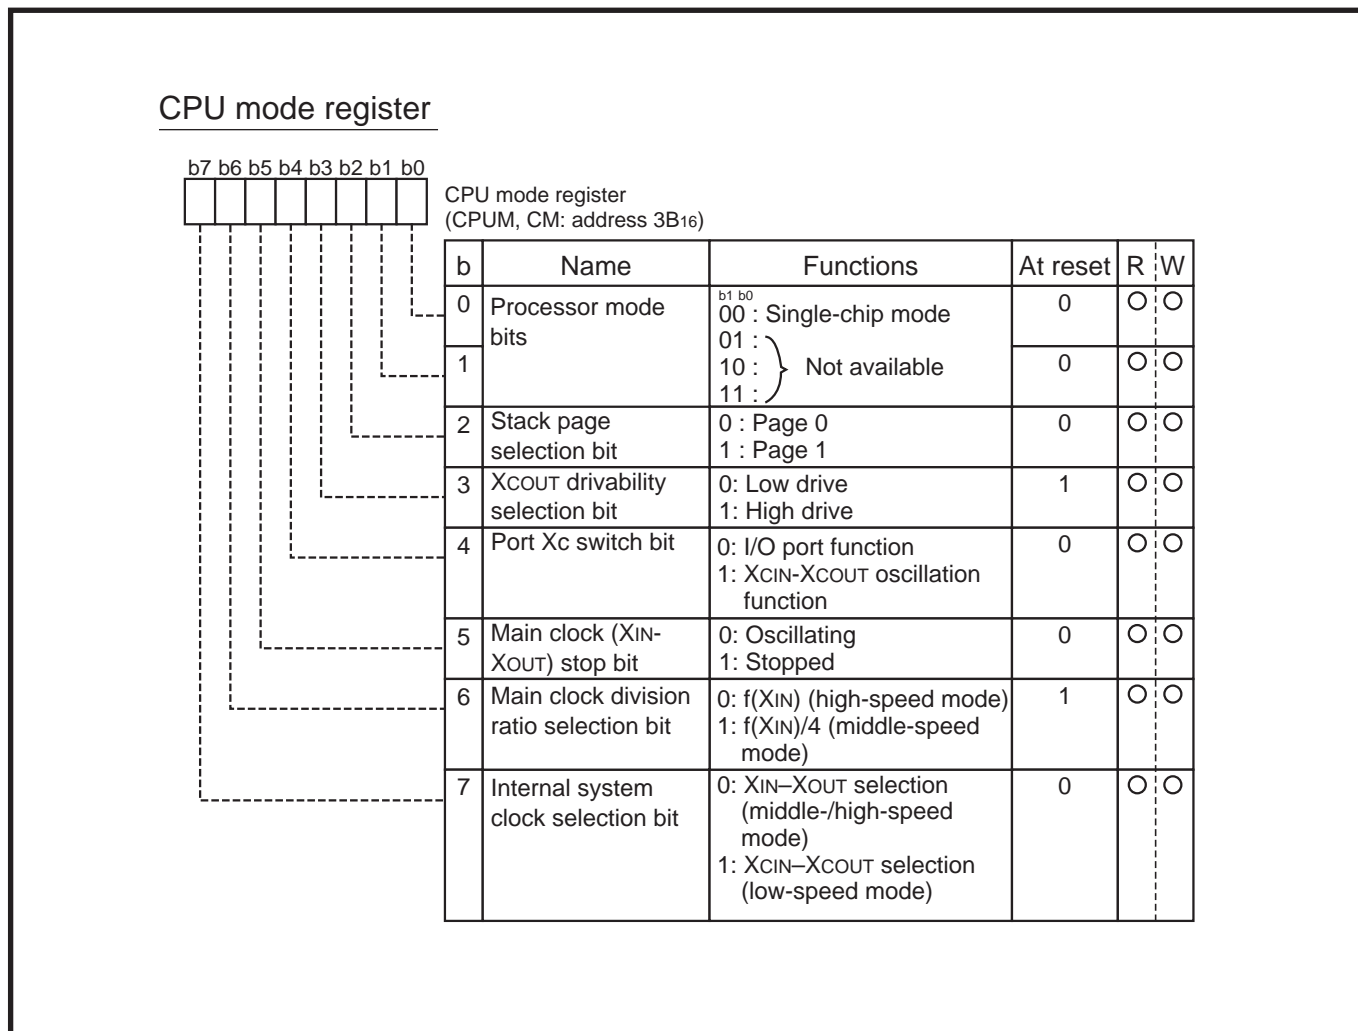 CPU mode register
b7 b6 b5 b4 b3 b2 b1 b0
CPU mode register
(CPUM, CM: address 3B16)
b Name Functions At reset R W
0 Processor mode bits
b1 b0
00 : Single-chip mode
01 :
10 : Not available
11 :
0 ○ ○
1 0 ○ ○
2 Stack page selection bit
0 : Page 0
1 : Page 1
0 ○ ○
3 XCOUT drivability selection bit
0: Low drive
1: High drive
1 ○ ○
4 Port Xc switch bit
0: I/O port function
1: XCIN-XCOUT oscillation
function
0 ○ ○
5 Main clock (XIN-
XOUT) stop bit
0: Oscillating
1: Stopped
0 ○ ○
6 Main clock division
ratio selection bit
0: f(XIN) (high-speed mode)
1: f(XIN)/4 (middle-speed
mode)
1 ○ ○
7 Internal system
clock selection bit
0: XIN–XOUT selection
(middle-/high-speed
mode)
1: XCIN–XCOUT selection
(low-speed mode)
0 ○ ○